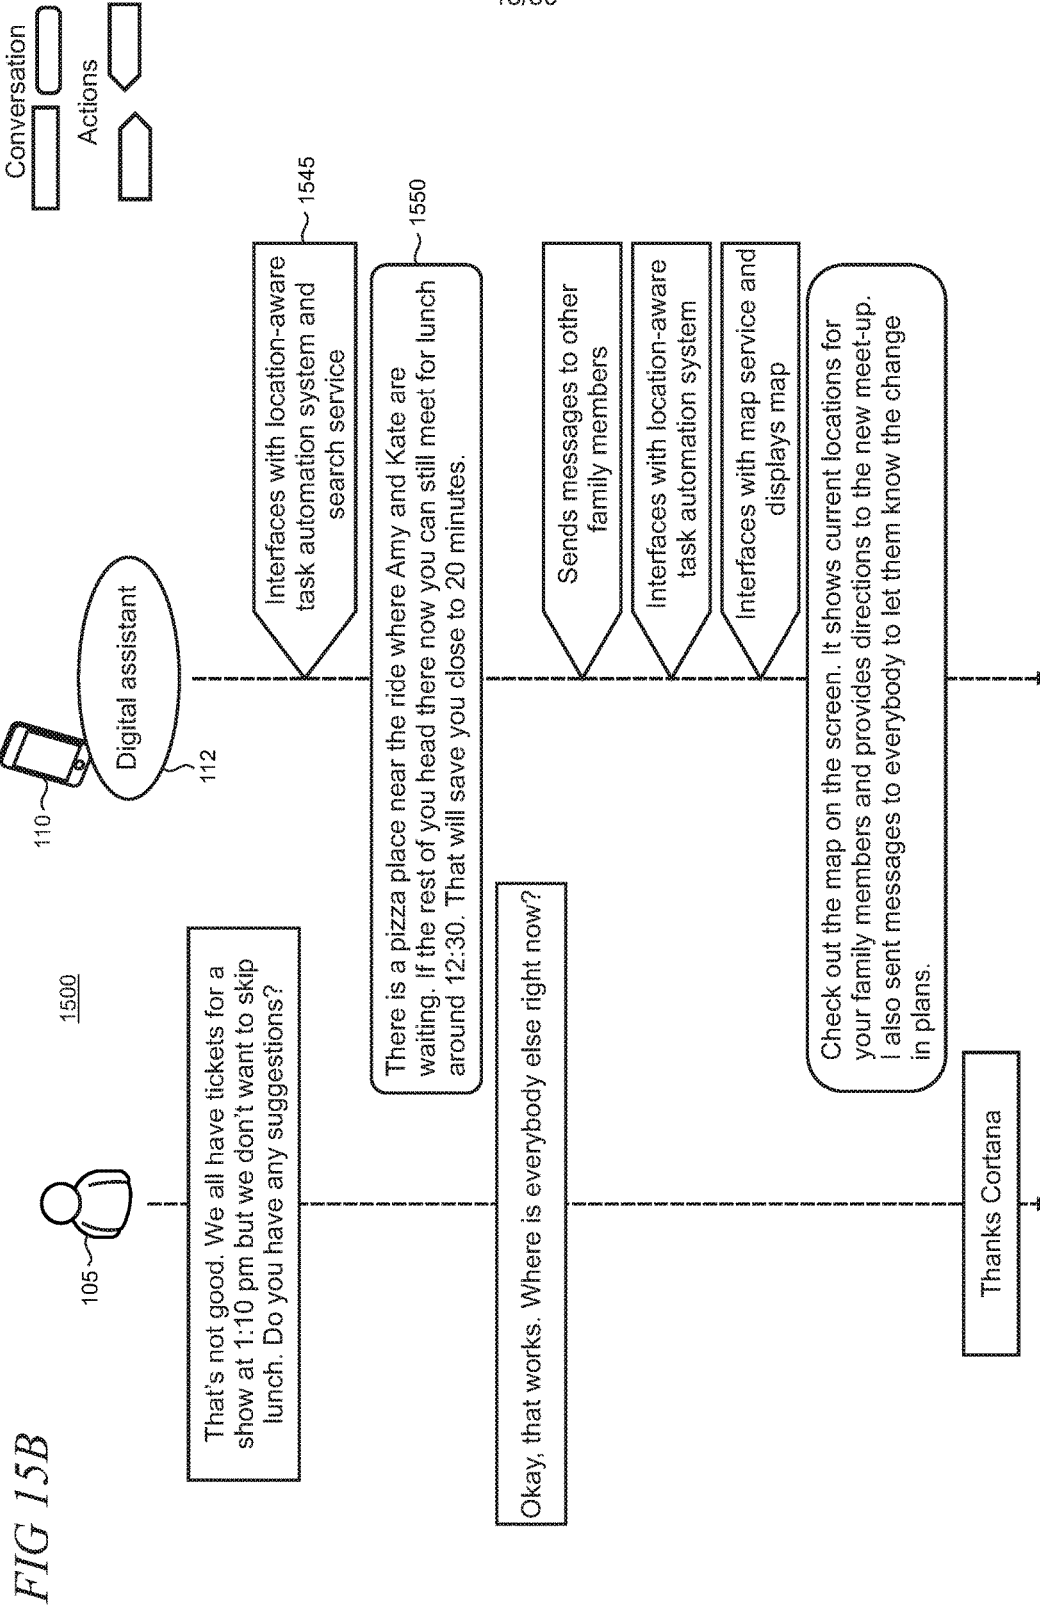 FIG 15B
1500
Conversation
Actions
105
110
Digital assistant
112
That's not good. We all have tickets for a
show at 1:10 pm but we don't want to skip
lunch. Do you have any suggestions?
Interfaces with location-aware
task automation system and
search service
1545
There is a pizza place near the ride where Amy and Kate are
waiting. If the rest of you head there now you can still meet for lunch
around 12:30. That will save you close to 20 minutes.
1550
Okay, that works. Where is everybody else right now?
Sends messages to other
family members
Interfaces with location-aware
task automation system
Interfaces with map service and
displays map
Check out the map on the screen. It shows current locations for
your family members and provides directions to the new meet-up.
I also sent messages to everybody to let them know the change
in plans.
Thanks Cortana